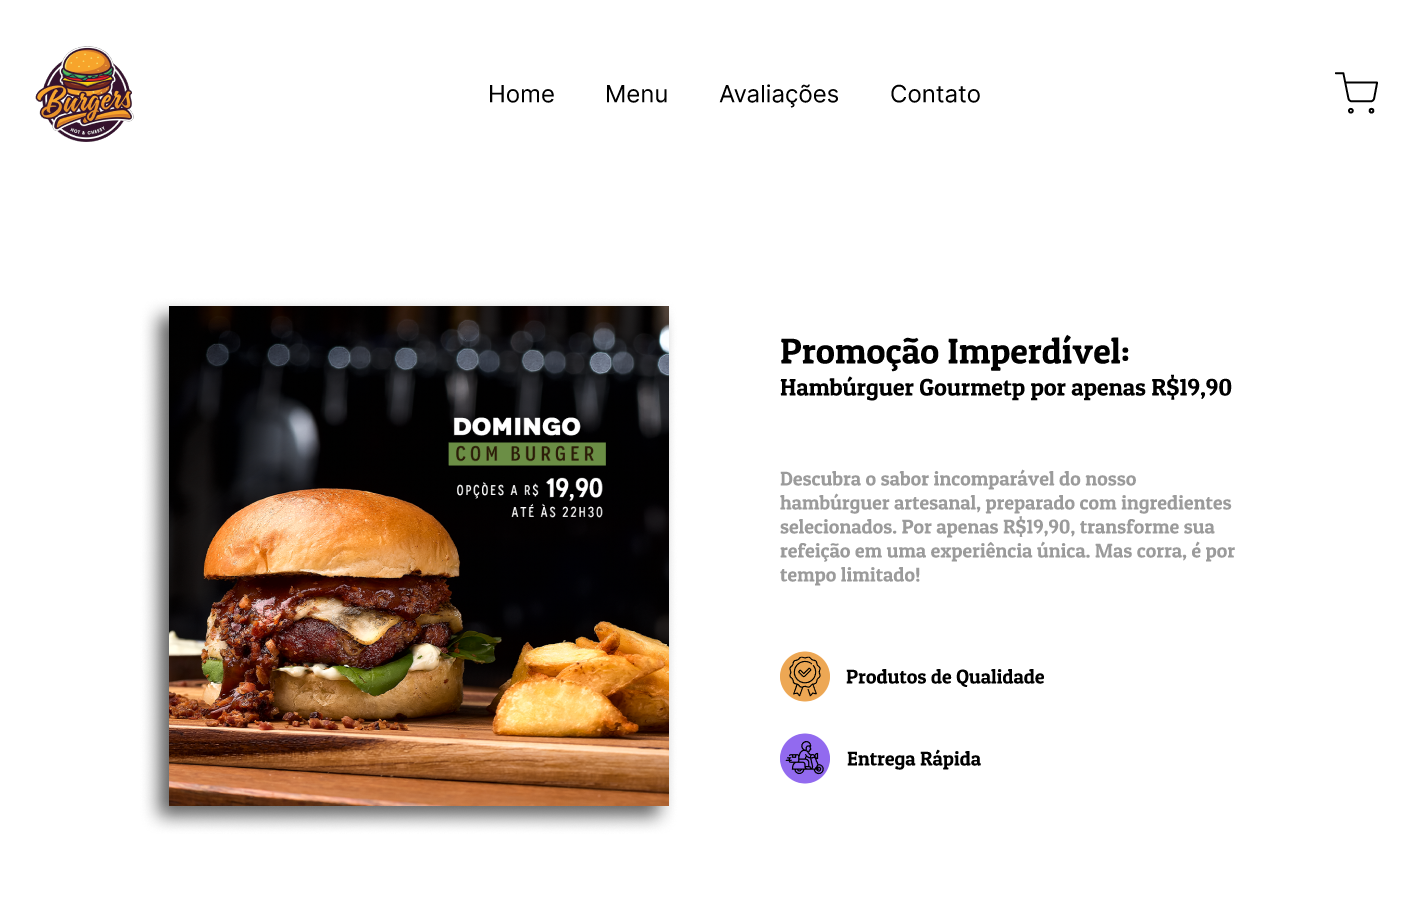 Burgers
HOT & CHEESY
Home Menu Avaliações Contato
DOMINGO
COM BURGER
OPÇÕES A R$ 19,90
ATÉ ÀS 22H30
Promoção Imperdível:
Hambúrguer Gourmetp por apenas R$19,90
Descubra o sabor incomparável do nosso
hambúrguer artesanal, preparado com ingredientes
selecionados. Por apenas R$19,90, transforme sua
refeição em uma experiência única. Mas corra, é por
tempo limitado!
Produtos de Qualidade
Entrega Rápida